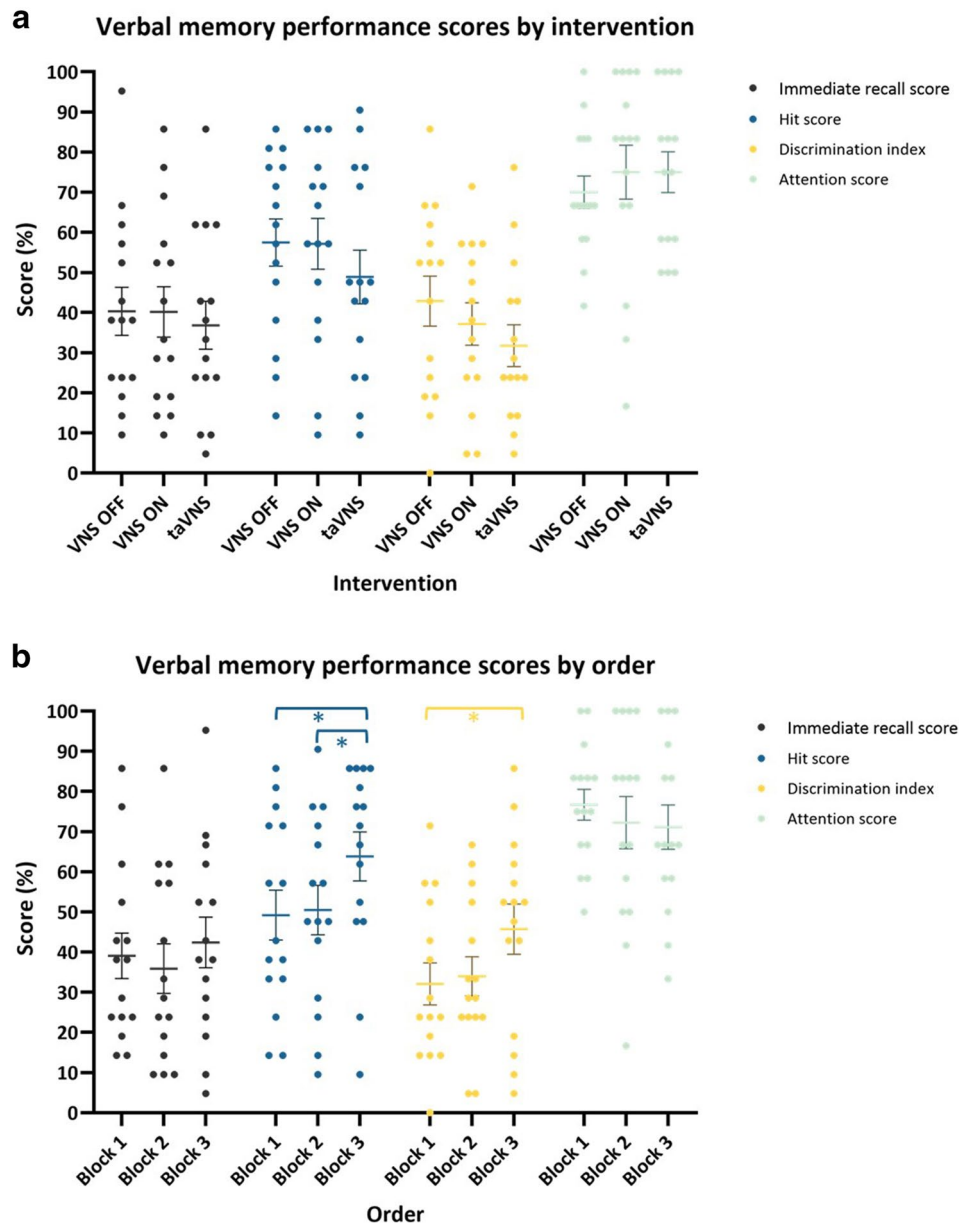 a
Verbal memory performance scores by intervention
100
90
80
70
60
50
40
30
20
10
0
Score (%)
VNS OFF
VNS ON
taVNS
VNS OFF
VNS ON
taVNS
VNS OFF
VNS ON
taVNS
VNS OFF
VNS ON
taVNS
Intervention
Immediate recall score
Hit score
Discrimination index
Attention score
b
Verbal memory performance scores by order
100
90
80
70
60
50
40
30
20
10
0
Score (%)
*
*
*
Block 1
Block 2
Block 3
Block 1
Block 2
Block 3
Block 1
Block 2
Block 3
Block 1
Block 2
Block 3
Order
Immediate recall score
Hit score
Discrimination index
Attention score